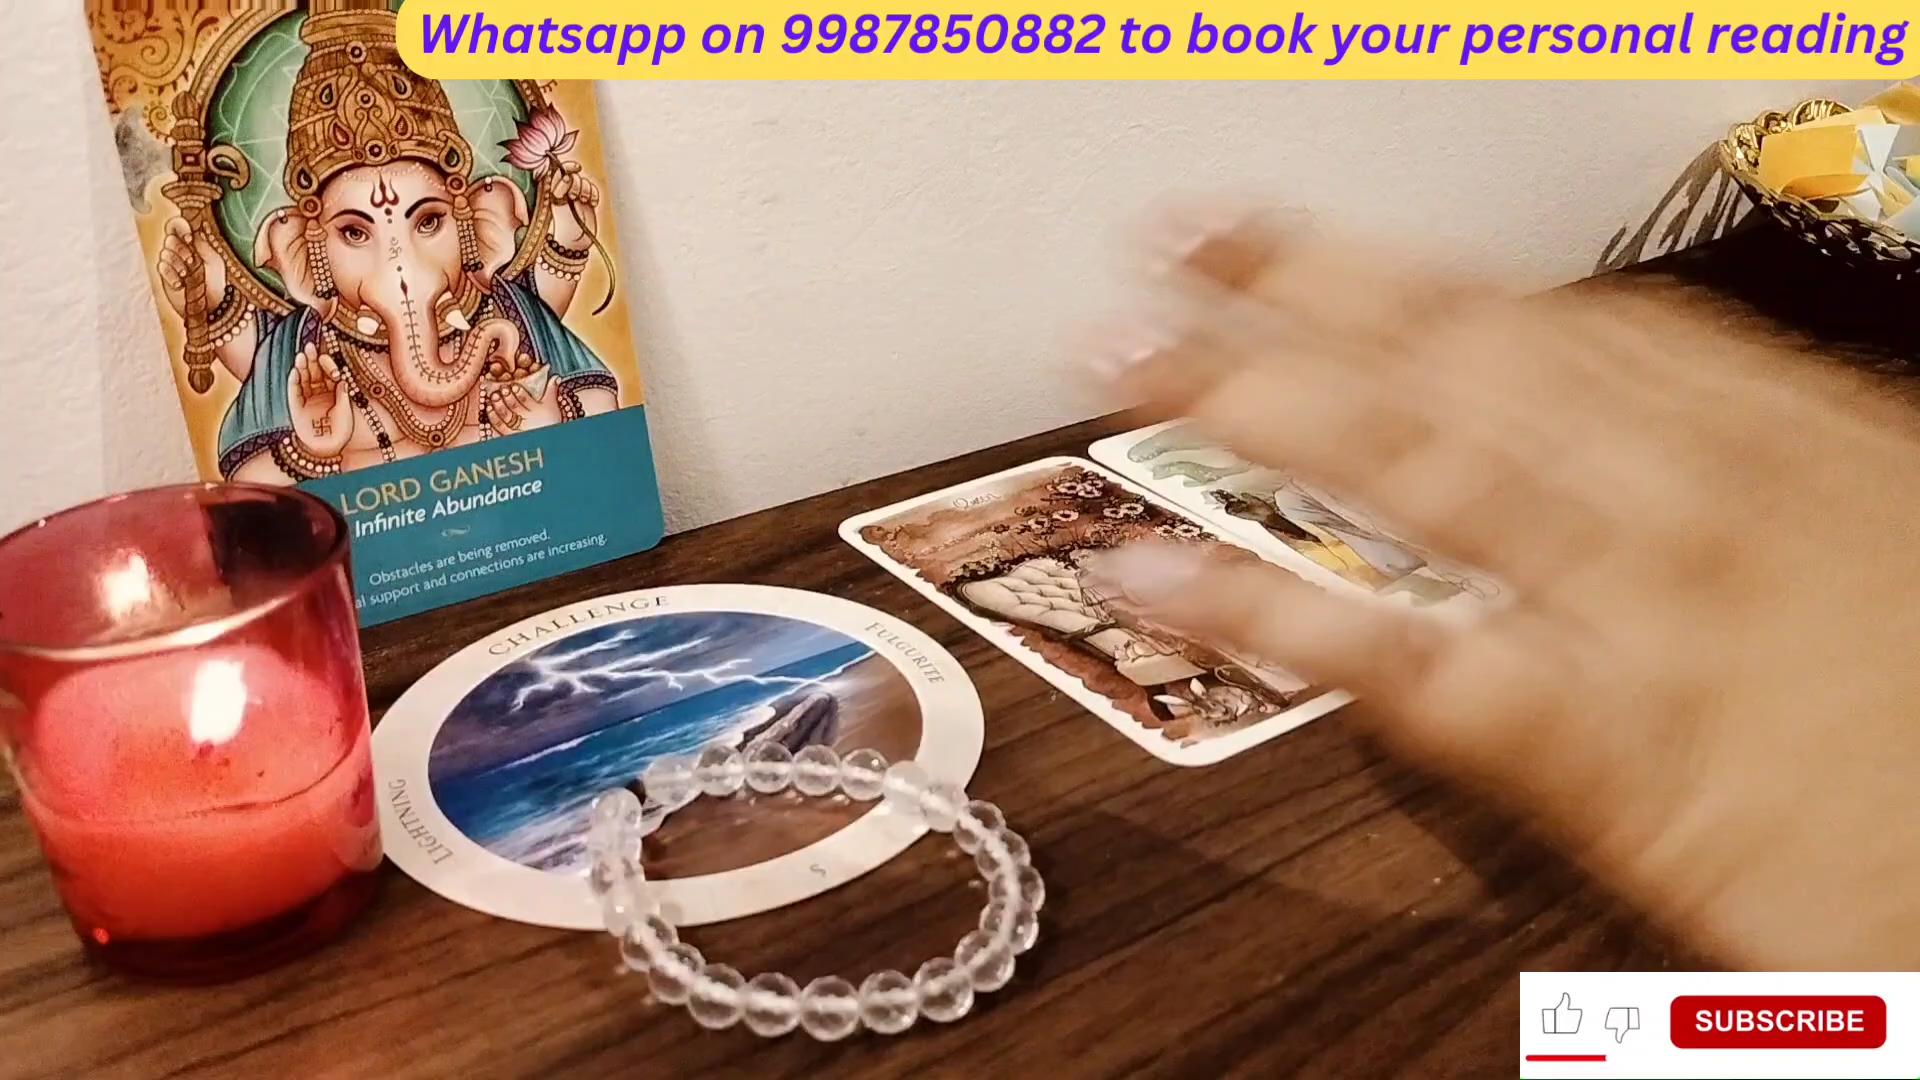 Whatsapp on 9987850882 to book your personal reading
LORD GANESH
Infinite Abundance
Obstacles are being removed.
al support and connections are increasing.
CHALLENGE
FULGURITE
LIGHTNING
5
Queen
SUBSCRIBE